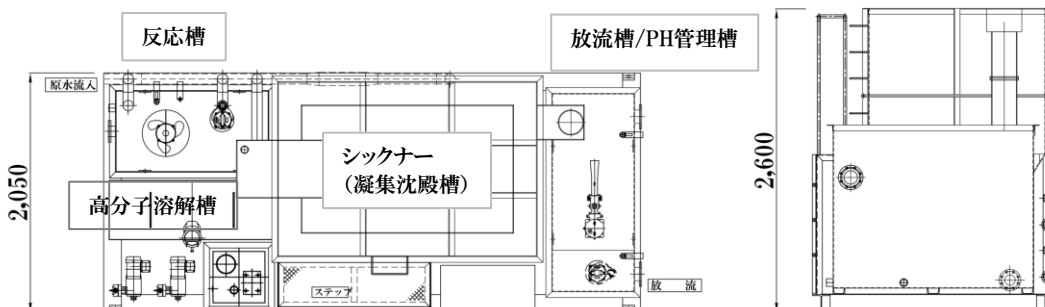 反応槽
放流槽/PH管理槽
原水流入
2,050
2,600
シックナー
（凝集沈殿槽）
高分子溶解槽
ステップ
放　流